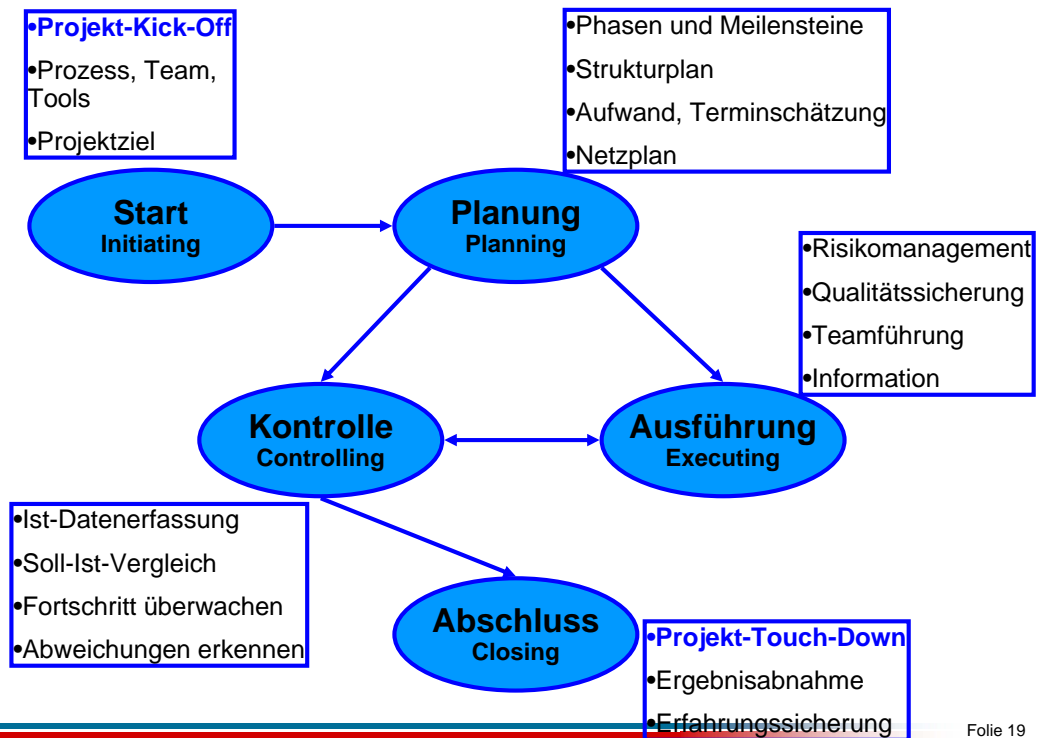 •Projekt-Kick-Off
•Prozess, Team,
Tools
•Projektziel
•Phasen und Meilensteine
•Strukturplan
•Aufwand, Terminschätzung
•Netzplan
Start
Initiating
Planung
Planning
•Risikomanagement
•Qualitätssicherung
•Teamführung
•Information
Kontrolle
Controlling
Ausführung
Executing
•Ist-Datenerfassung
•Soll-Ist-Vergleich
•Fortschritt überwachen
•Abweichungen erkennen
Abschluss
Closing
•Projekt-Touch-Down
•Ergebnisabnahme
•Erfahrungssicherung
Folie 19